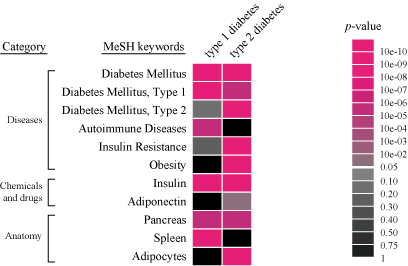 type 1 diabetes
type 2 diabetes
p-value
Category
MeSH keywords
Diseases
Diabetes Mellitus
Diabetes Mellitus, Type 1
Diabetes Mellitus, Type 2
Autoimmune Diseases
Insulin Resistance
Obesity
Chemicals
and drugs
Insulin
Adiponectin
Anatomy
Pancreas
Spleen
Adipocytes
10e-10
10e-09
10e-08
10e-07
10e-06
10e-05
10e-04
10e-03
10e-02
0.05
0.10
0.20
0.30
0.40
0.50
0.75
1